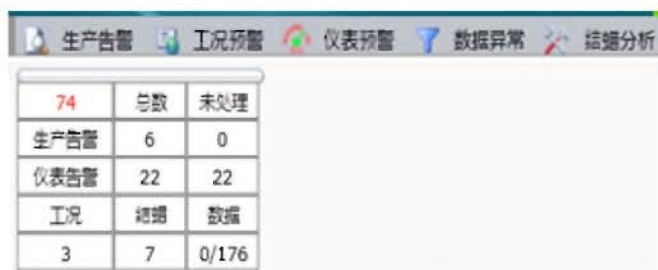 生产告警 工况预警 仪表预警 数据异常 结蜡分析
74 总数 未处理
生产告警 6 0
仪表告警 22 22
工况 结蜡 数据
3 7 0/176